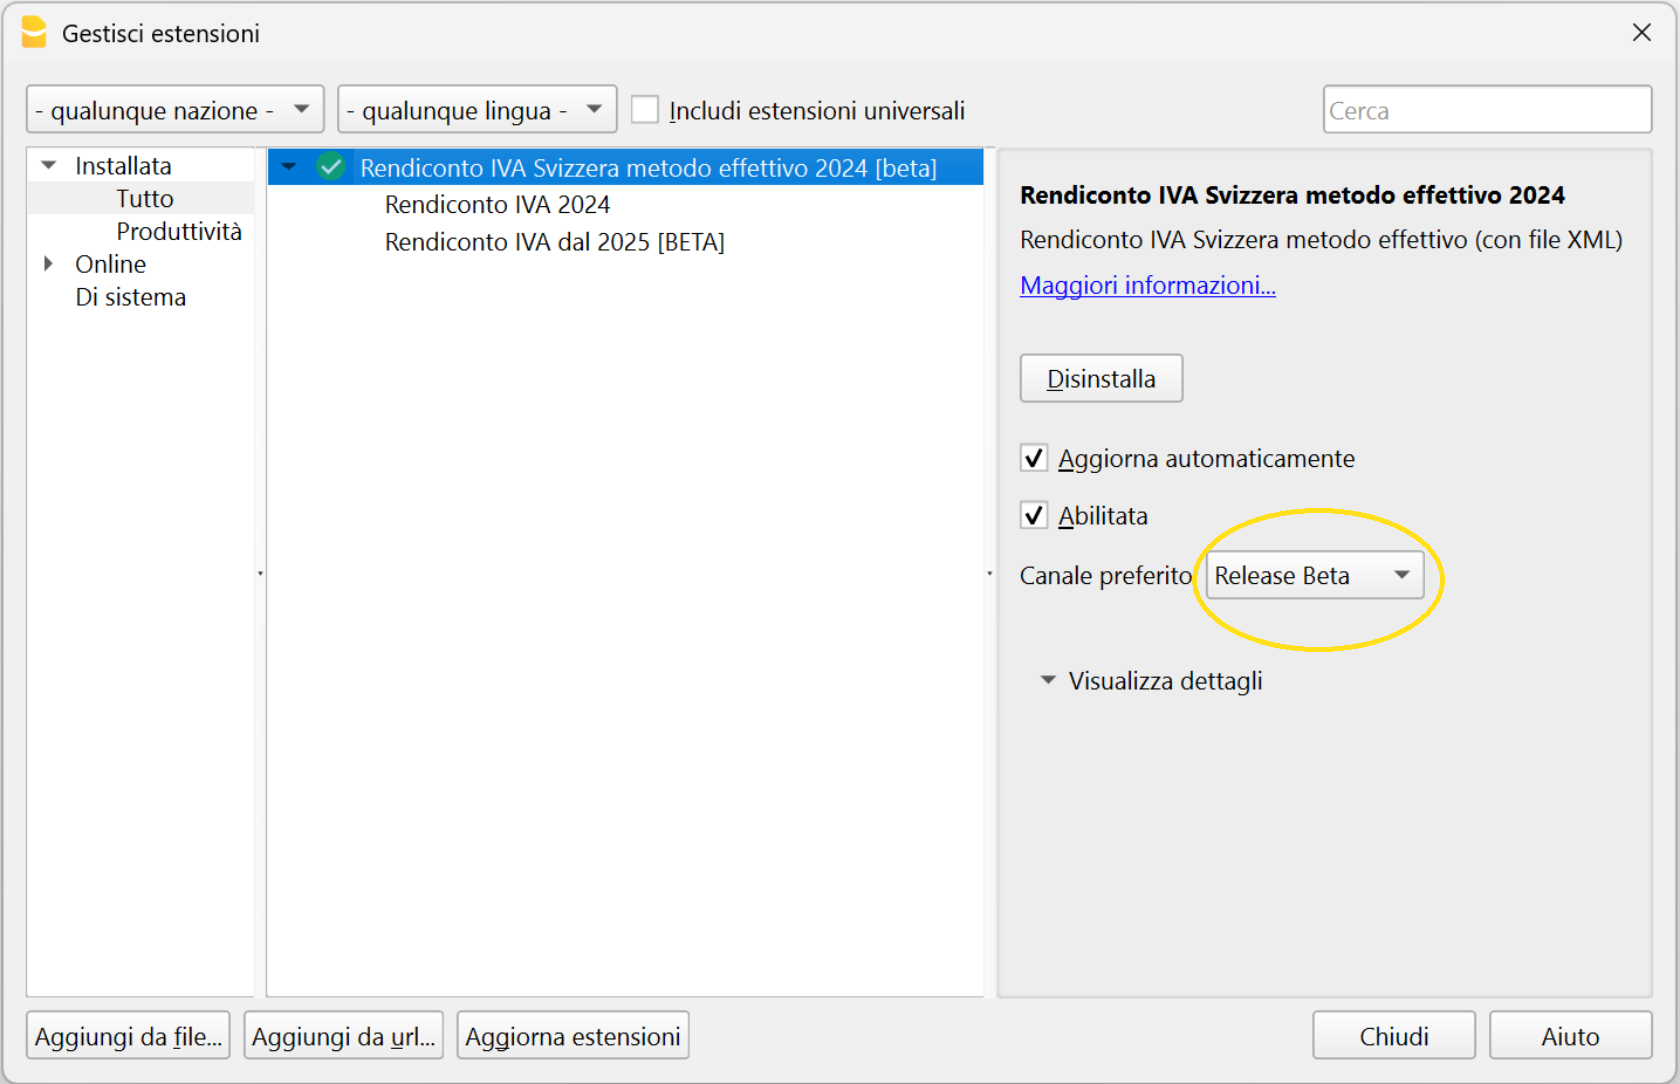 Gestisci estensioni
- qualunque nazione -
- qualunque lingua -
Includi estensioni universali
Cerca
Installata
Tutto
Produttività
Online
Di sistema
Rendiconto IVA Svizzera metodo effettivo 2024 [beta]
Rendiconto IVA 2024
Rendiconto IVA dal 2025 [BETA]
Rendiconto IVA Svizzera metodo effettivo 2024
Rendiconto IVA Svizzera metodo effettivo (con file XML)
Maggiori informazioni...
Disinstalla
Aggiorna automaticamente
Abilitata
Canale preferito
Release Beta
Visualizza dettagli
Aggiungi da file...
Aggiungi da url...
Aggiorna estensioni
Chiudi
Aiuto